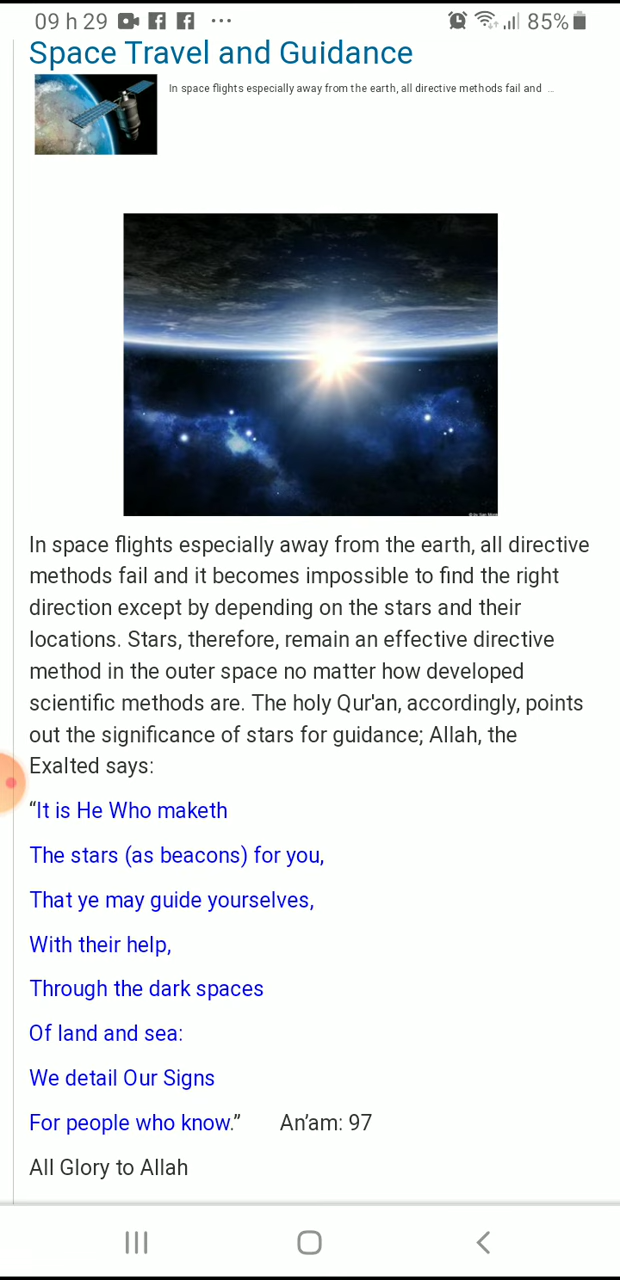 09 h 29 ... 85%
Space Travel and Guidance
In space flights especially away from the earth, all directive methods fail and ...
In space flights especially away from the earth, all directive
methods fail and it becomes impossible to find the right
direction except by depending on the stars and their
locations. Stars, therefore, remain an effective directive
method in the outer space no matter how developed
scientific methods are. The holy Qur'an, accordingly, points
out the significance of stars for guidance; Allah, the
Exalted says:
“It is He Who maketh
The stars (as beacons) for you,
That ye may guide yourselves,
With their help,
Through the dark spaces
Of land and sea:
We detail Our Signs
For people who know.” An’am: 97
All Glory to Allah